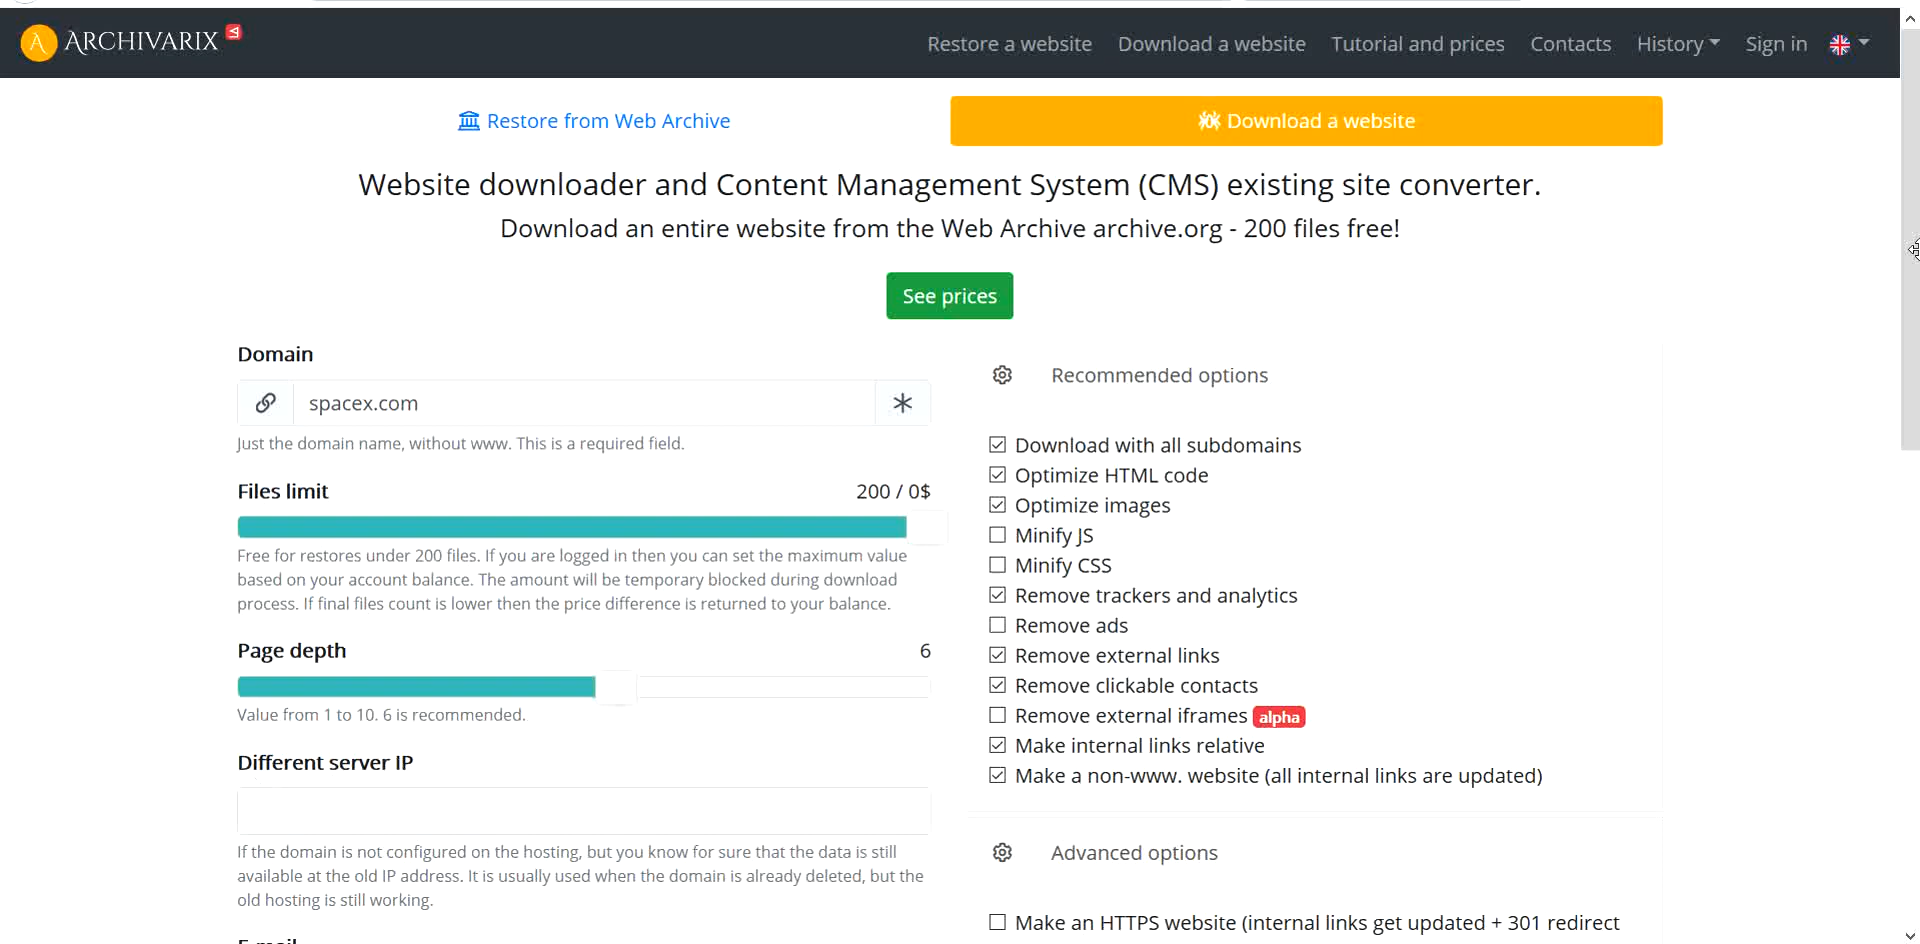 ARCHIVARIX
Restore a website Download a website Tutorial and prices Contacts History Sign in
Restore from Web Archive
Download a website
Website downloader and Content Management System (CMS) existing site converter.
Download an entire website from the Web Archive archive.org - 200 files free!
See prices
Domain
spacex.com
Just the domain name, without www. This is a required field.
Files limit 200 / 0$
Free for restores under 200 files. If you are logged in then you can set the maximum value
based on your account balance. The amount will be temporary blocked during download
process. If final files count is lower then the price difference is returned to your balance.
Page depth 6
Value from 1 to 10. 6 is recommended.
Different server IP
If the domain is not configured on the hosting, but you know for sure that the data is still
available at the old IP address. It is usually used when the domain is already deleted, but the
old hosting is still working.
Recommended options
Download with all subdomains
Optimize HTML code
Optimize images
Minify JS
Minify CSS
Remove trackers and analytics
Remove ads
Remove external links
Remove clickable contacts
Remove external iframes alpha
Make internal links relative
Make a non-www. website (all internal links are updated)
Advanced options
Make an HTTPS website (internal links get updated + 301 redirect